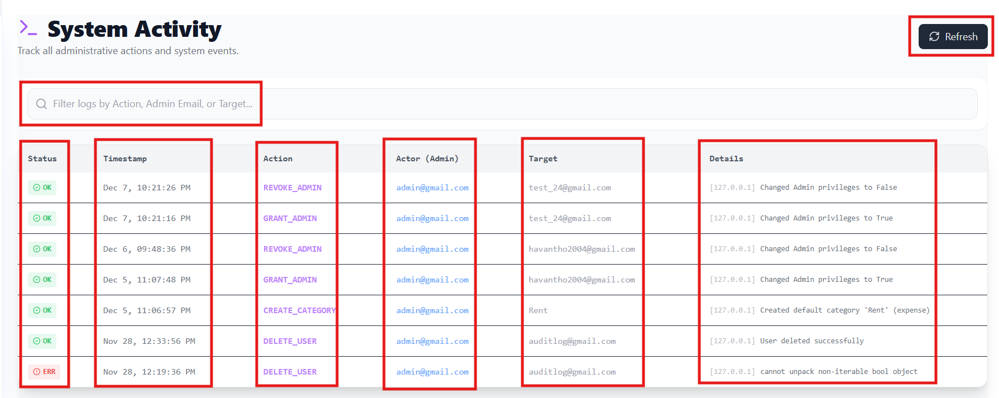 System Activity
Refresh
Track all administrative actions and system events.
Filter logs by Action, Admin Email, or Target...
Status Timestamp Action Actor (Admin) Target Details
OK Dec 7, 10:21:26 PM REVOKE_ADMIN admin@gmail.com test_24@gmail.com [127.0.0.1] Changed Admin privileges to False
OK Dec 7, 10:21:16 PM GRANT_ADMIN admin@gmail.com test_24@gmail.com [127.0.0.1] Changed Admin privileges to True
OK Dec 6, 09:48:36 PM REVOKE_ADMIN admin@gmail.com havantho2004@gmail.com [127.0.0.1] Changed Admin privileges to False
OK Dec 5, 11:07:48 PM GRANT_ADMIN admin@gmail.com havantho2004@gmail.com [127.0.0.1] Changed Admin privileges to True
OK Dec 5, 11:06:57 PM CREATE_CATEGORY admin@gmail.com Rent [127.0.0.1] Created default category 'Rent' (expense)
OK Nov 28, 12:33:56 PM DELETE_USER admin@gmail.com auditlog@gmail.com [127.0.0.1] User deleted successfully
ERR Nov 28, 12:19:36 PM DELETE_USER admin@gmail.com auditlog@gmail.com [127.0.0.1] cannot unpack non-iterable bool object